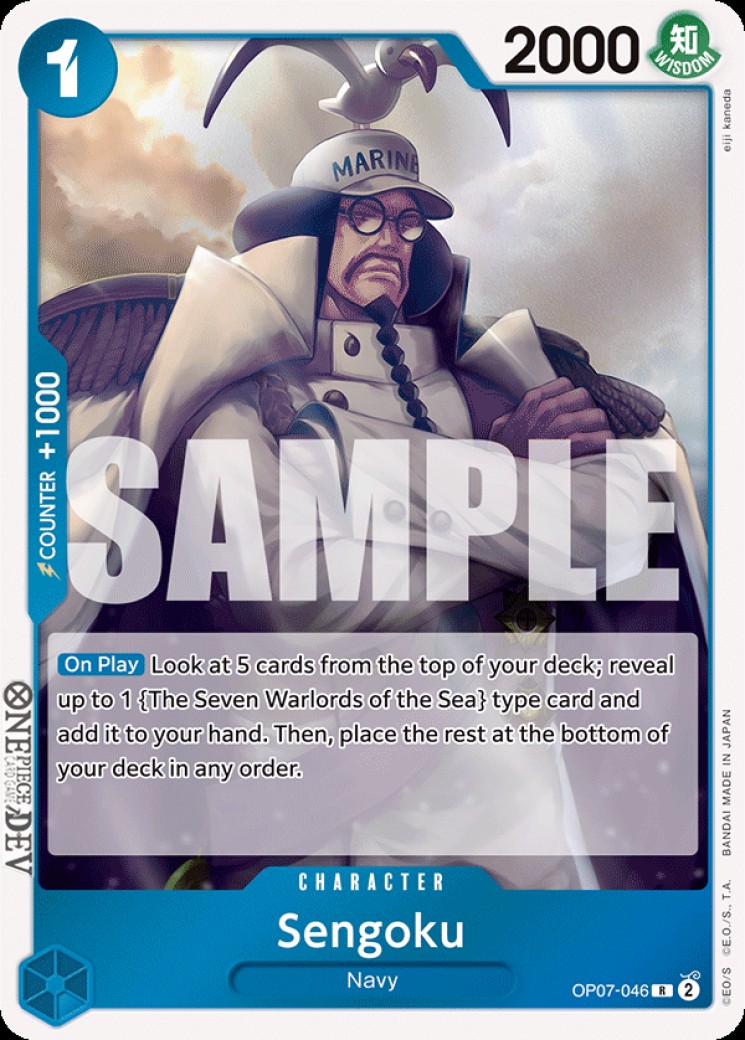 1
2000
知
WISDOM
eiji kaneda
MARINE
COUNTER +1000
SAMPLE
On Play Look at 5 cards from the top of your deck; reveal
up to 1 {The Seven Warlords of the Sea} type card and
add it to your hand. Then, place the rest at the bottom of
your deck in any order.
ONE PIECE
CARD GAME
.DEV
BANDAI MADE IN JAPAN
©E.O./S., T.A.
©EO/S
CHARACTER
Sengoku
Navy
OP07-046 R 2